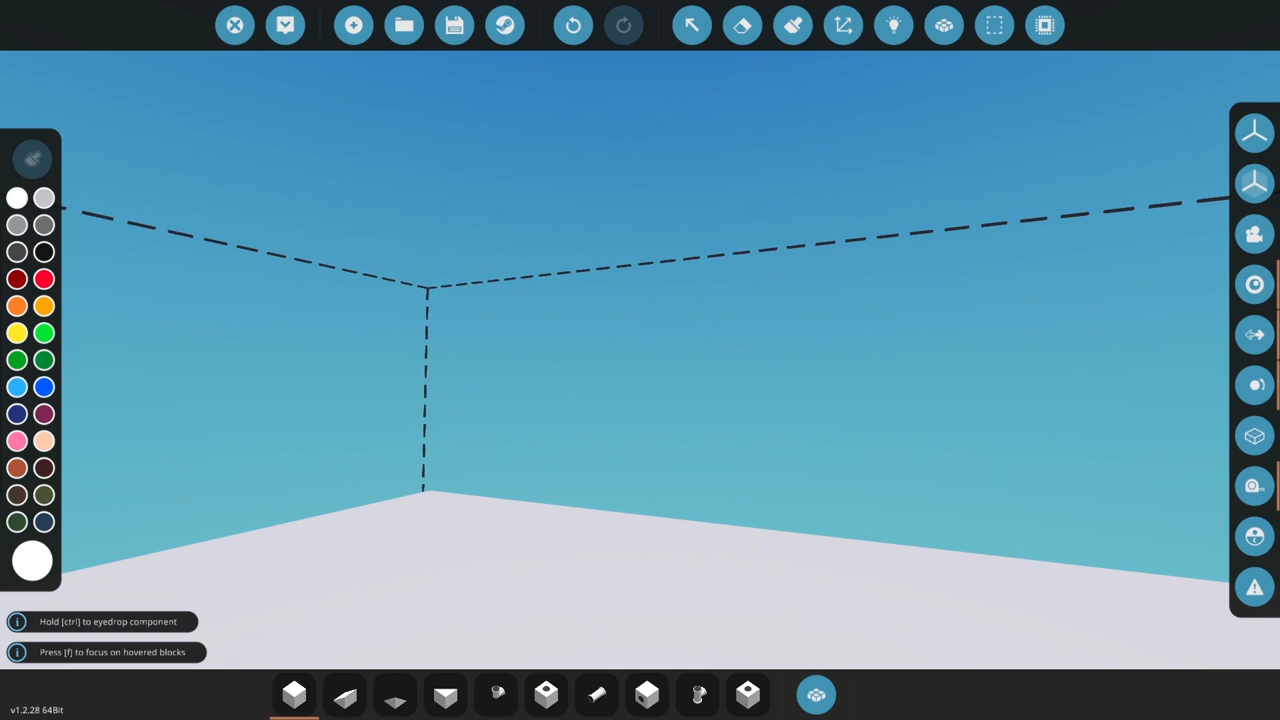 Hold [ctrl] to eyedrop component
Press [f] to focus on hovered blocks
v1.2.28 64Bit